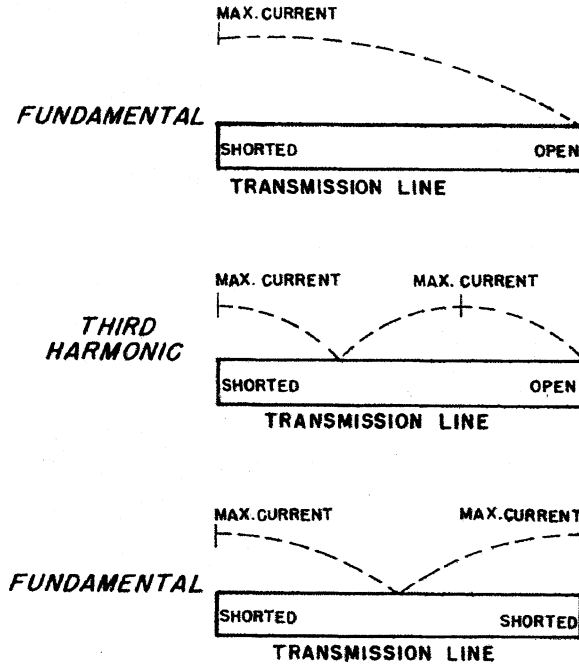 MAX. CURRENT
FUNDAMENTAL
SHORTED OPEN
TRANSMISSION LINE
MAX. CURRENT MAX. CURRENT
THIRD
HARMONIC
SHORTED OPEN
TRANSMISSION LINE
MAX. CURRENT MAX.CURRENT
FUNDAMENTAL
SHORTED SHORTED
TRANSMISSION LINE